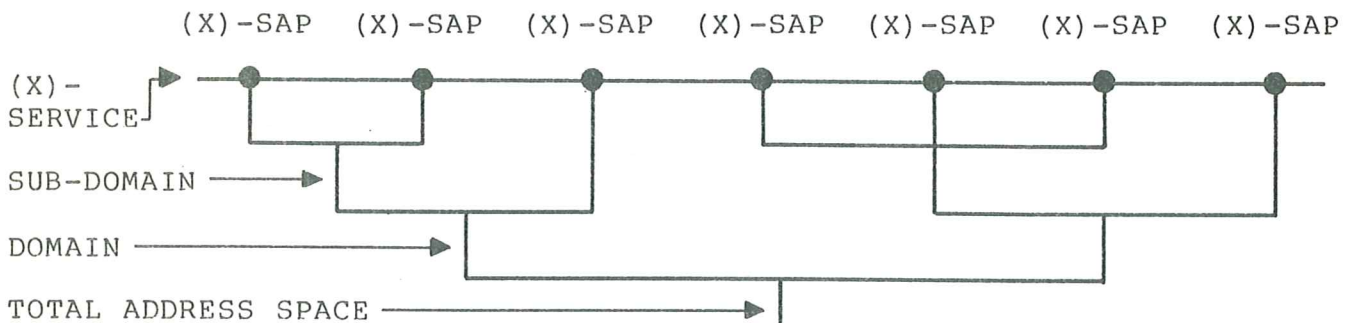 (X)-SAP (X)-SAP (X)-SAP (X)-SAP (X)-SAP (X)-SAP (X)-SAP
(X)-
SERVICE
SUB-DOMAIN
DOMAIN
TOTAL ADDRESS SPACE